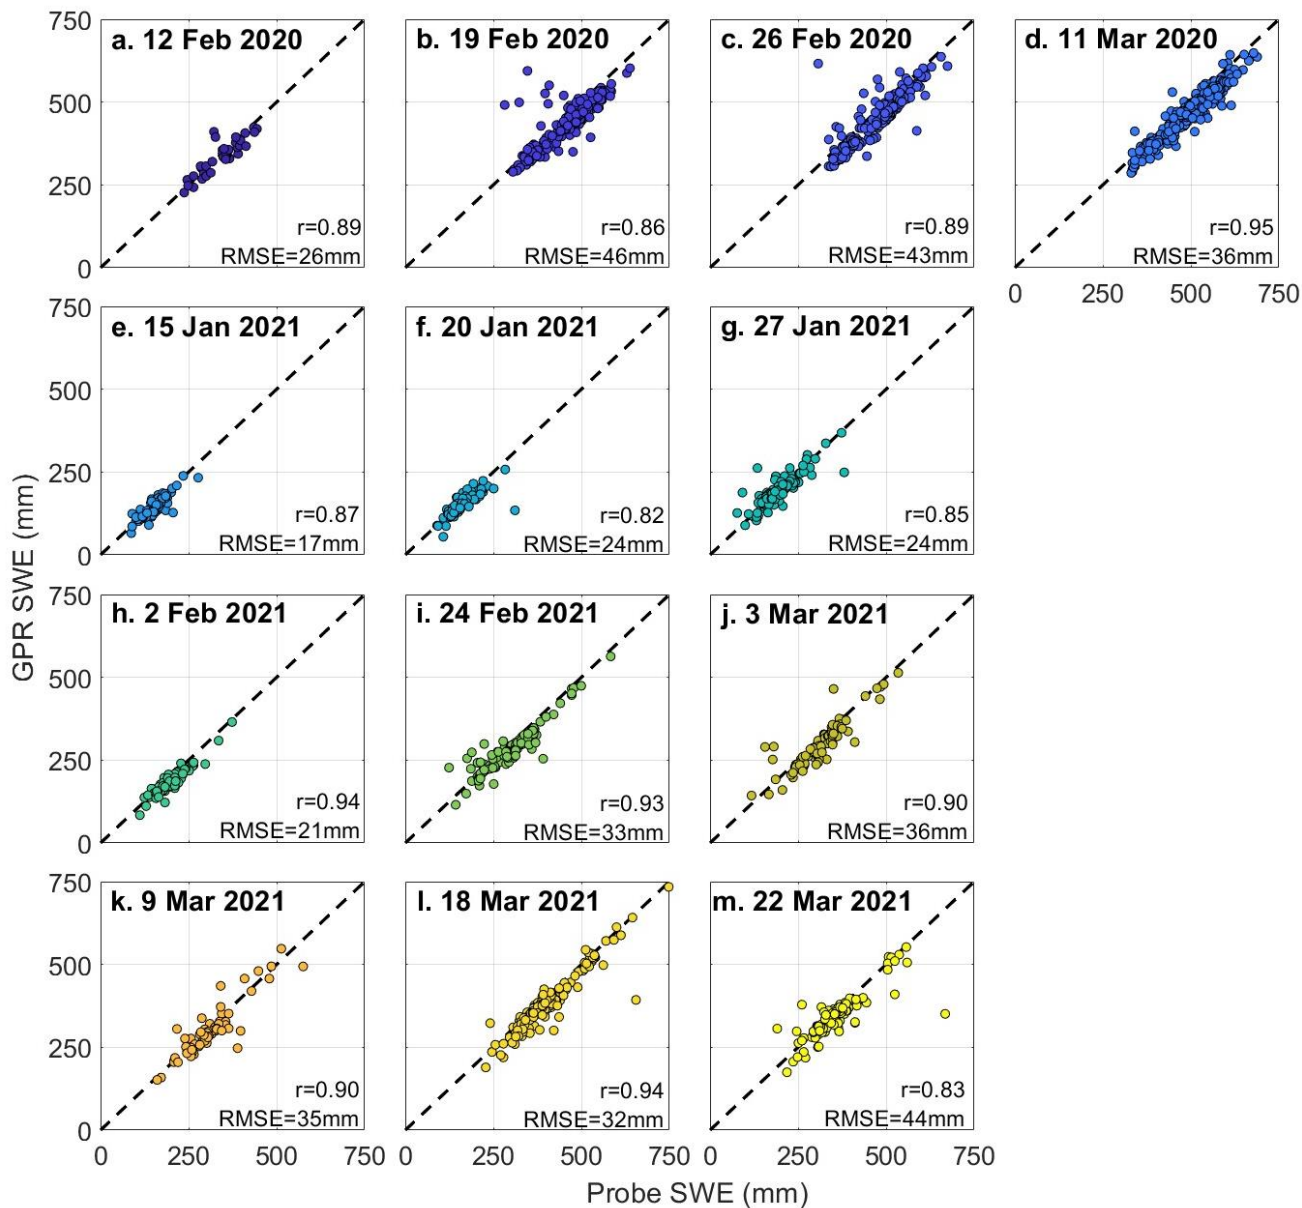 a. 12 Feb 2020
r=0.89
RMSE=26mm
b. 19 Feb 2020
r=0.86
RMSE=46mm
c. 26 Feb 2020
r=0.89
RMSE=43mm
d. 11 Mar 2020
r=0.95
RMSE=36mm
750
500
250
0
0 250 500 750
e. 15 Jan 2021
r=0.87
RMSE=17mm
f. 20 Jan 2021
r=0.82
RMSE=24mm
g. 27 Jan 2021
r=0.85
RMSE=24mm
750
500
250
0
h. 2 Feb 2021
r=0.94
RMSE=21mm
i. 24 Feb 2021
r=0.93
RMSE=33mm
j. 3 Mar 2021
r=0.90
RMSE=36mm
750
500
250
0
k. 9 Mar 2021
r=0.90
RMSE=35mm
l. 18 Mar 2021
r=0.94
RMSE=32mm
m. 22 Mar 2021
r=0.83
RMSE=44mm
750
500
250
0
0 250 500 750 0 250 500 750 0 250 500 750
GPR SWE (mm)
Probe SWE (mm)